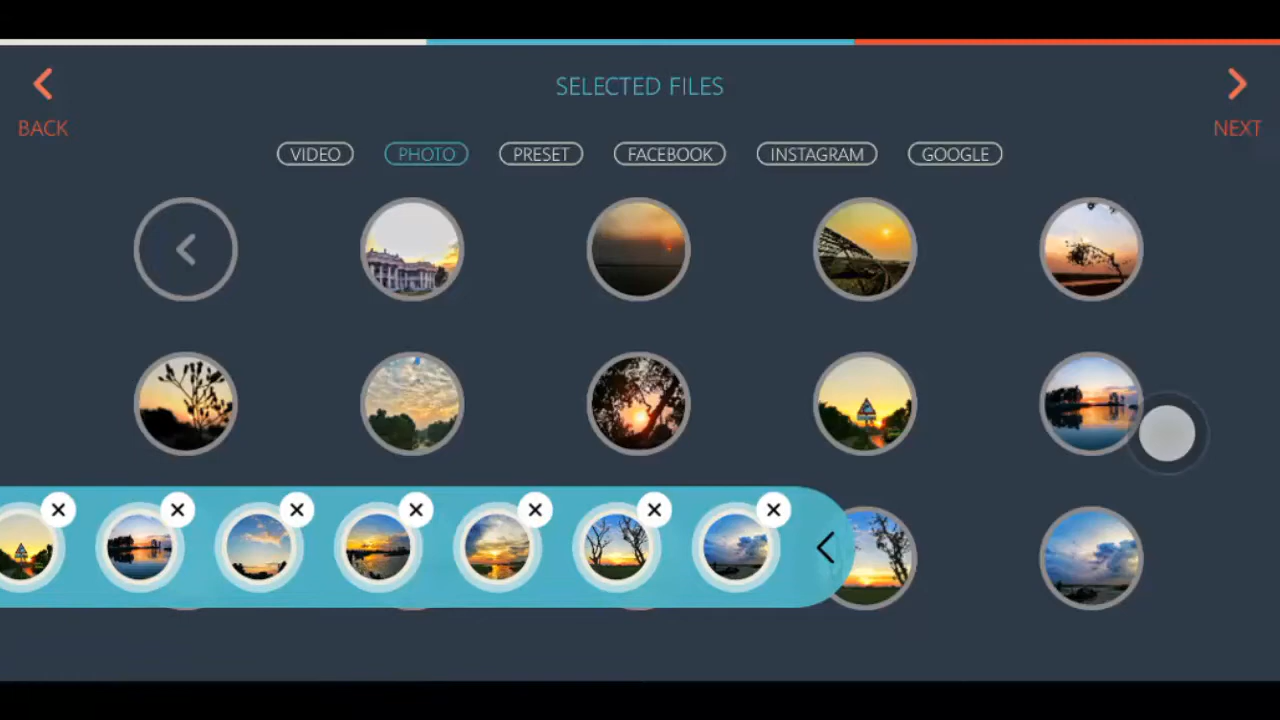 SELECTED FILES
BACK
NEXT
VIDEO
PHOTO
PRESET
FACEBOOK
INSTAGRAM
GOOGLE